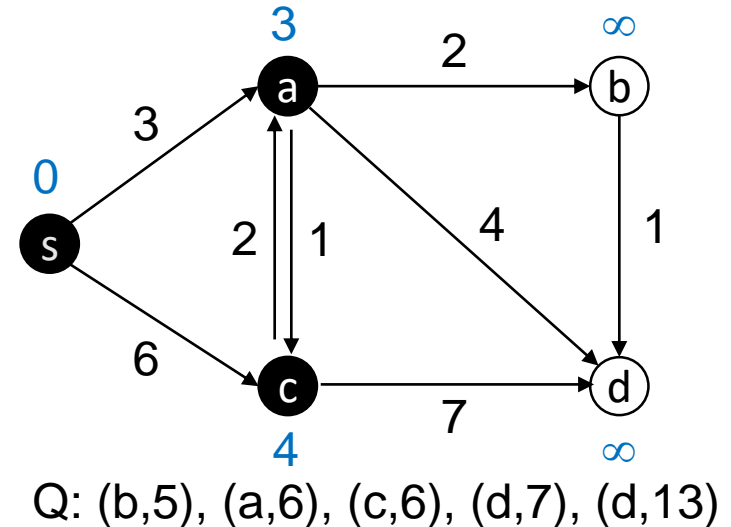 3
∞
2
a
b
3
0
s
2
1
4
1
6
c
d
7
4
∞
Q: (b,5), (a,6), (c,6), (d,7), (d,13)